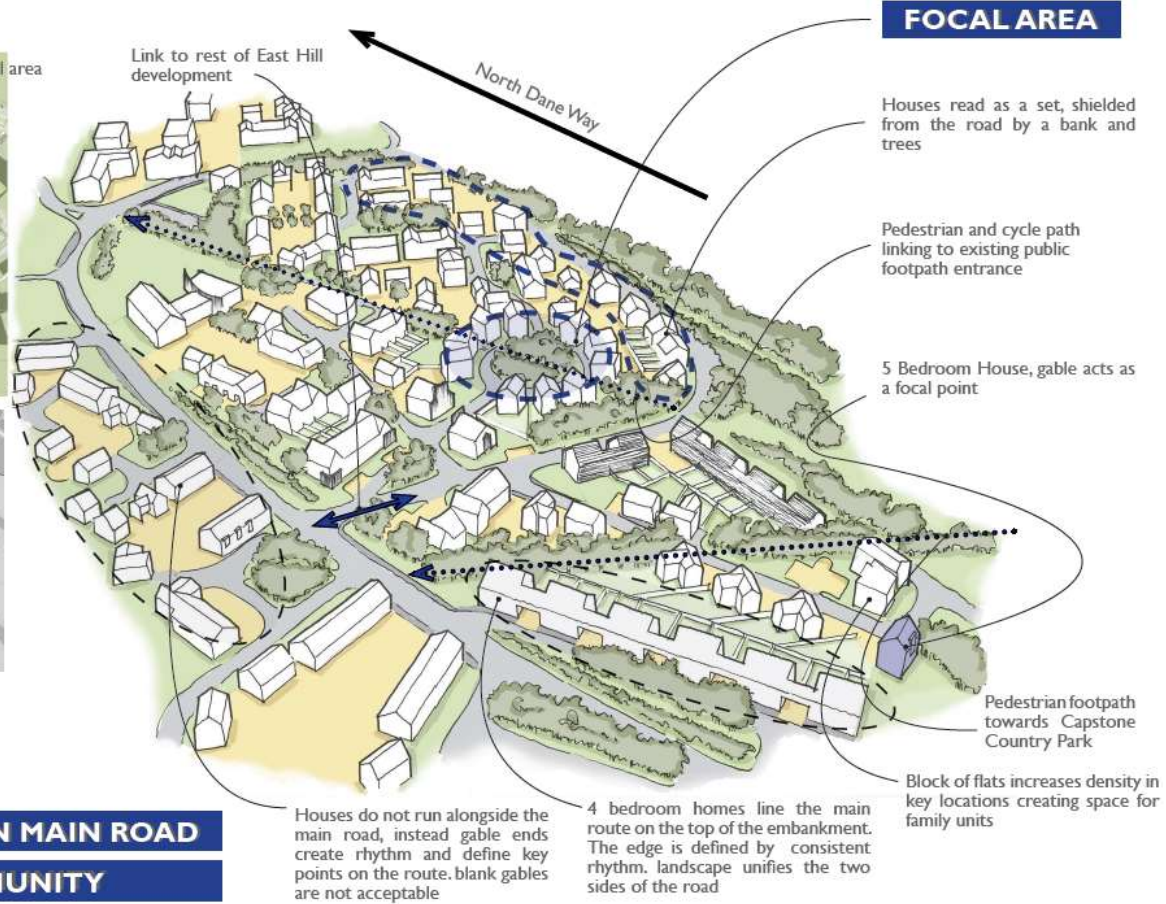 FOCAL AREA
l area
Link to rest of East Hill
development
North Dane Way
Houses read as a set, shielded
from the road by a bank and
trees
Pedestrian and cycle path
linking to existing public
footpath entrance
5 Bedroom House, gable acts as
a focal point
Pedestrian footpath
towards Capstone
Country Park
Block of flats increases density in
key locations creating space for
family units
N MAIN ROAD
MUNITY
Houses do not run alongside the
main road, instead gable ends
create rhythm and define key
points on the route. blank gables
are not acceptable
4 bedroom homes line the main
route on the top of the embankment.
The edge is defined by consistent
rhythm. landscape unifies the two
sides of the road